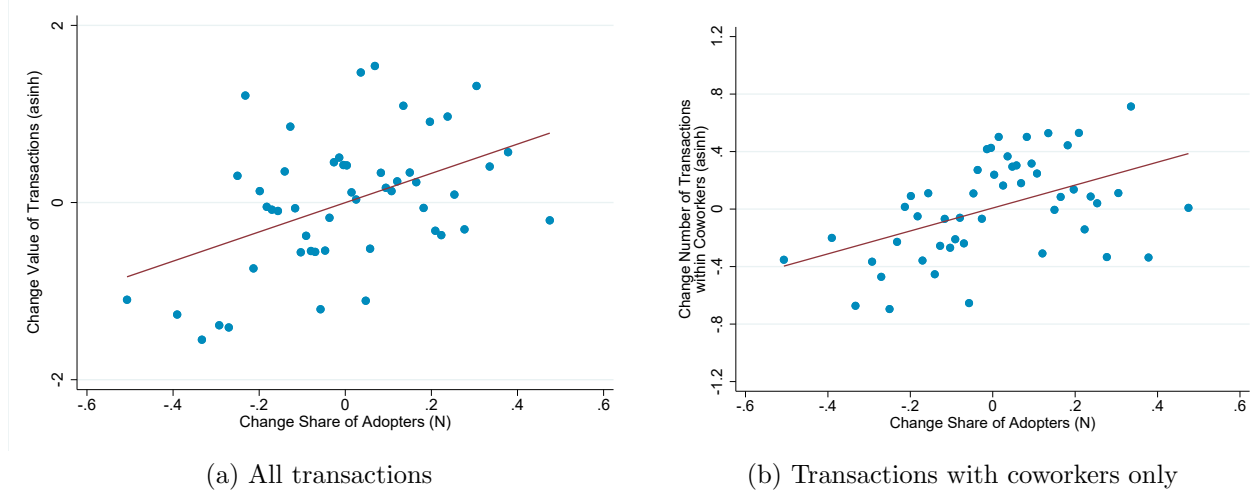 2
0
-2
Change Value of Transactions (asinh)
-.6 -.4 -.2 0 .2 .4 .6
Change Share of Adopters (N)
(a) All transactions
1.2
.8
.4
0
-.4
-.8
-1.2
Change Number of Transactions
within Coworkers (asinh)
-.6 -.4 -.2 0 .2 .4 .6
Change Share of Adopters (N)
(b) Transactions with coworkers only